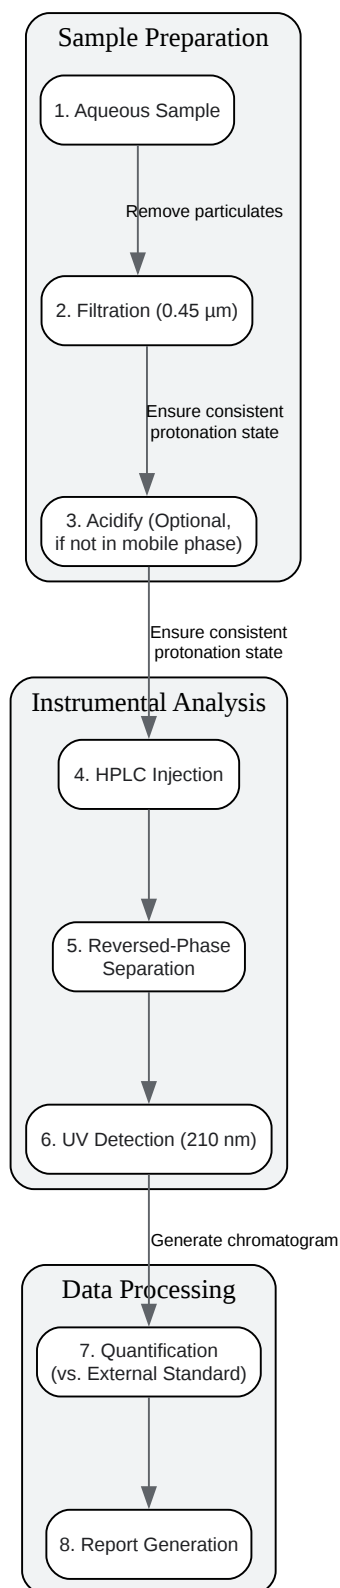 Sample Preparation
1. Aqueous Sample
Remove particulates
2. Filtration (0.45 µm)
Ensure consistent
protonation state
3. Acidify (Optional,
if not in mobile phase)
Ensure consistent
protonation state
Instrumental Analysis
4. HPLC Injection
5. Reversed-Phase
Separation
6. UV Detection (210 nm)
Generate chromatogram
Data Processing
7. Quantification
(vs. External Standard)
8. Report Generation